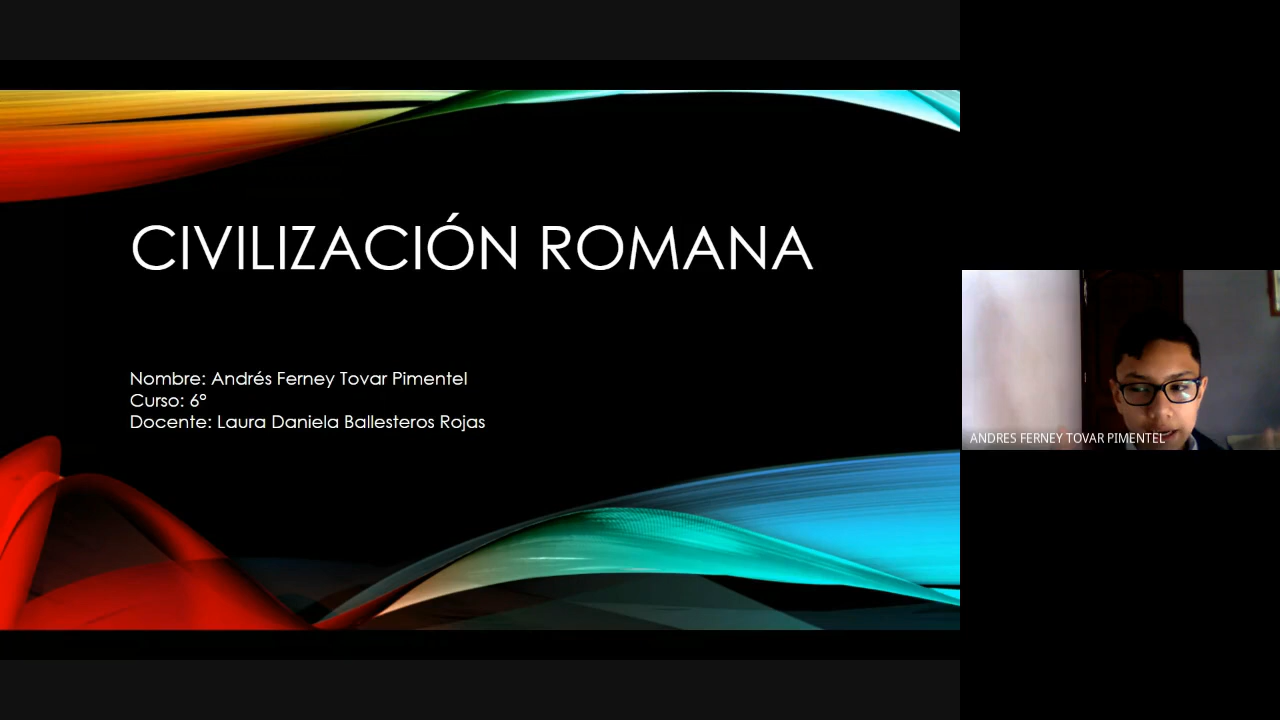 CIVILIZACIÓN ROMANA
Nombre: Andrés Ferney Tovar Pimentel
Curso: 6°
Docente: Laura Daniela Ballesteros Rojas
ANDRES FERNEY TOVAR PIMENTEL